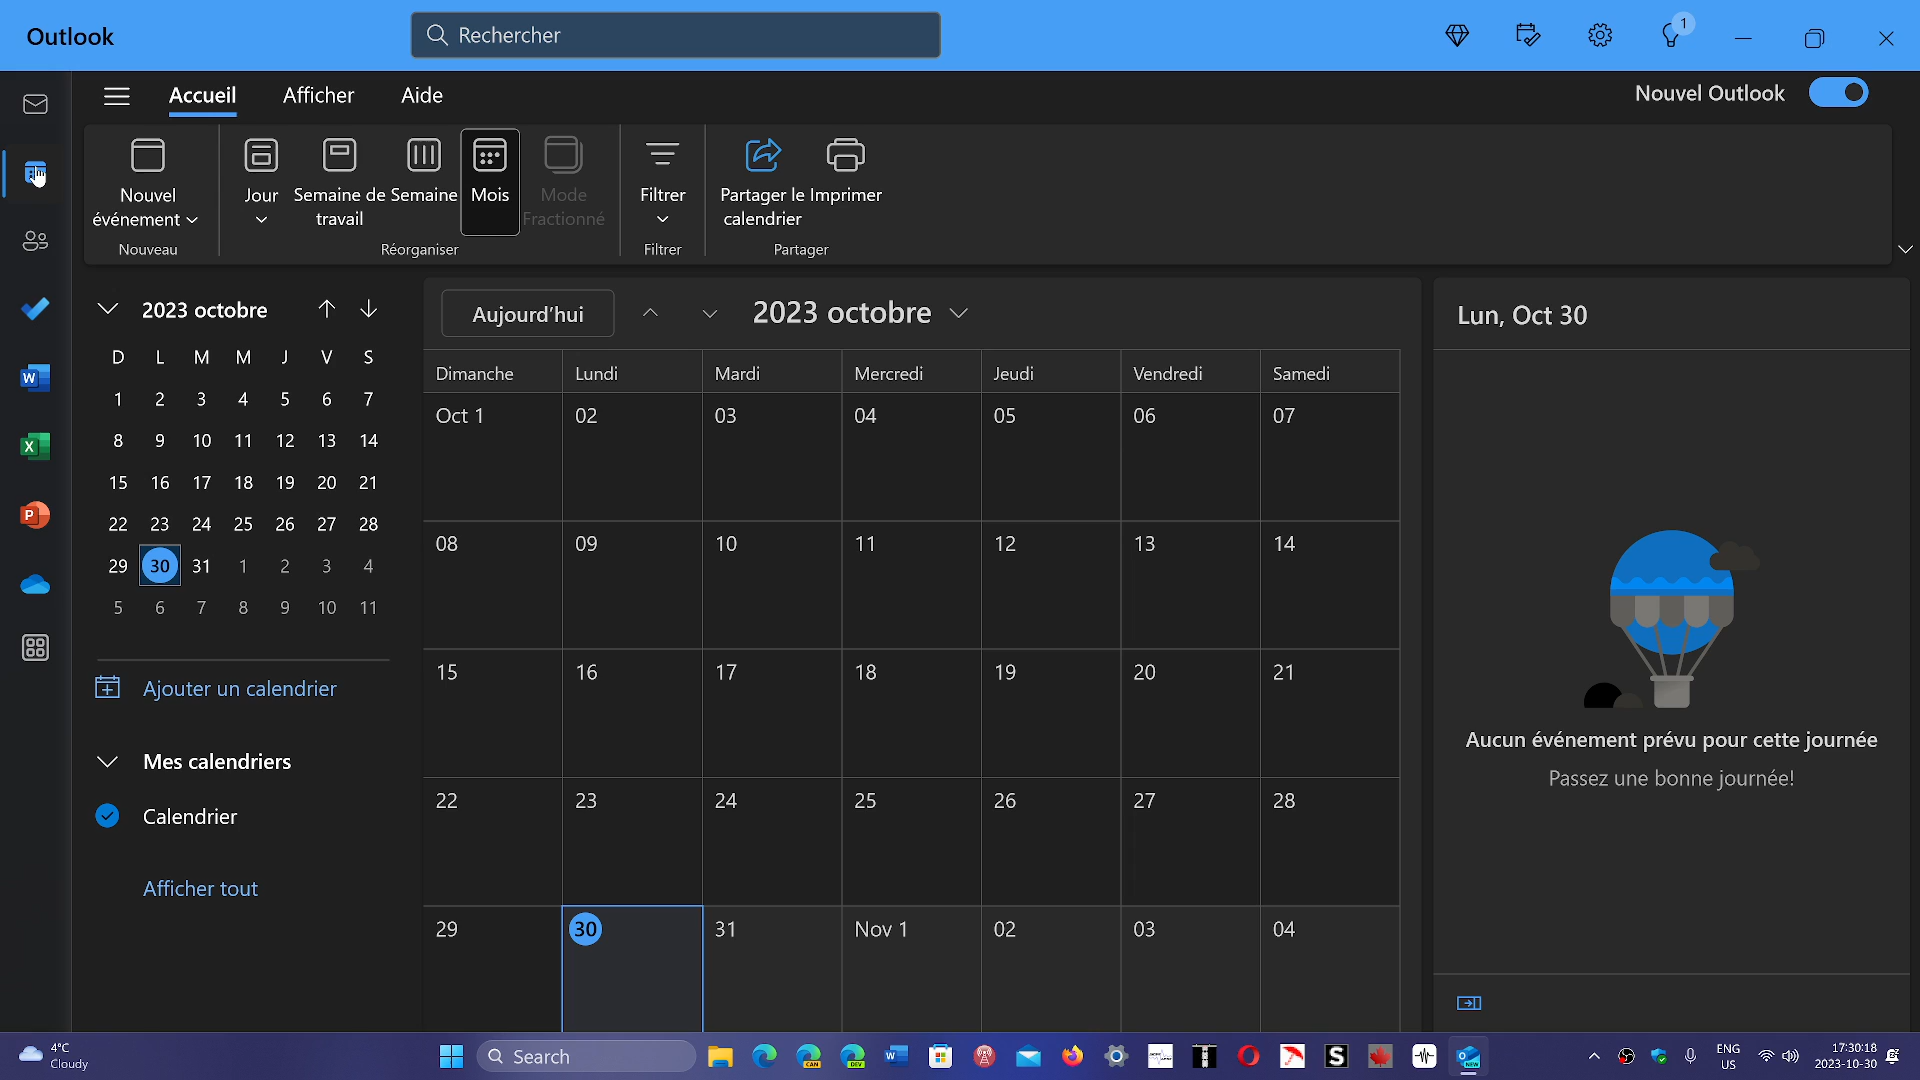 Outlook
Rechercher
1
Accueil
Afficher
Aide
Nouvel Outlook
Nouvel
événement
Nouveau
Jour
Semaine de
travail
Semaine
Mois
Mode
Fractionné
Réorganiser
Filtrer
Filtrer
Partager le
calendrier
Imprimer
Partager
2023 octobre
D L M M J V S
1 2 3 4 5 6 7
8 9 10 11 12 13 14
15 16 17 18 19 20 21
22 23 24 25 26 27 28
29 30 31 1 2 3 4
5 6 7 8 9 10 11
Ajouter un calendrier
Mes calendriers
Calendrier
Afficher tout
Aujourd'hui
2023 octobre
Dimanche Lundi Mardi Mercredi Jeudi Vendredi Samedi
Oct 1 02 03 04 05 06 07
08 09 10 11 12 13 14
15 16 17 18 19 20 21
22 23 24 25 26 27 28
29 30 31 Nov 1 02 03 04
Lun, Oct 30
Aucun événement prévu pour cette journée
Passez une bonne journée!
4°C
Cloudy
Search
CAN
DEV
W
S
NEW
ENG
US
17:30:18
2023-10-30